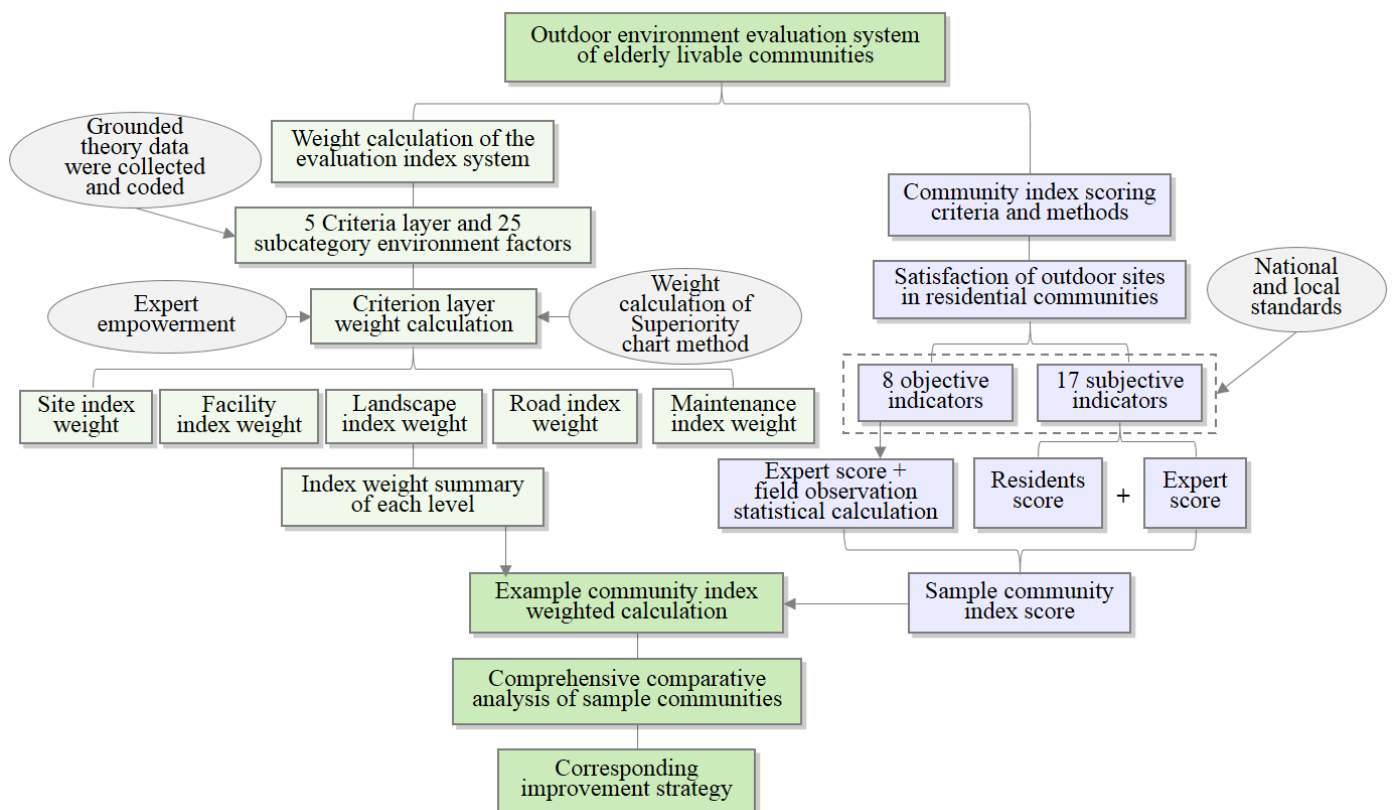 Outdoor environment evaluation system
of elderly livable communities
Grounded
theory data
were collected
and coded
Weight calculation of the
evaluation index system
Community index scoring
criteria and methods
5 Criteria layer and 25
subcategory environment factors
Satisfaction of outdoor sites
in residential communities
National
and local
standards
Expert
empowerment
Criterion layer
weight calculation
Weight
calculation of
Superiority
chart method
8 objective
indicators
17 subjective
indicators
Site index
weight
Facility
index weight
Landscape
index weight
Road index
weight
Maintenance
index weight
Index weight summary
of each level
Expert score +
field observation
statistical calculation
Residents
score
+
Expert
score
Example community index
weighted calculation
Sample community
index score
Comprehensive comparative
analysis of sample communities
Corresponding
improvement strategy